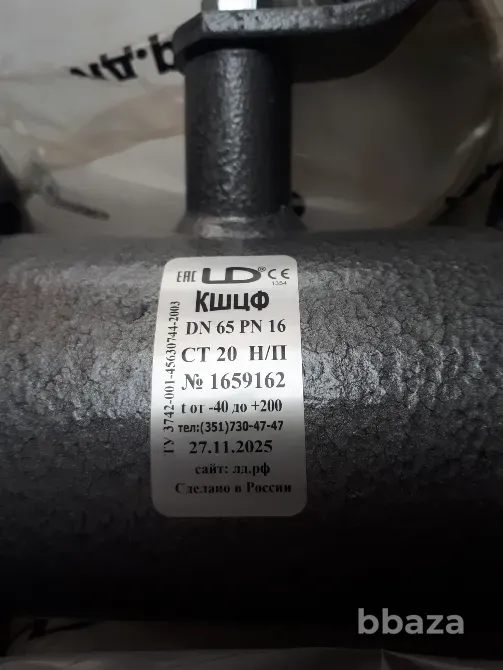 EAC LD ® CE
1354
КШЦФ
DN 65 PN 16
СТ 20 Н/П
№ 1659162
t от -40 до +200
тел:(351)730-47-47
27.11.2025
сайт: лд.рф
Сделано в России
ТУ 3742-001-45630744-2003
bbaza